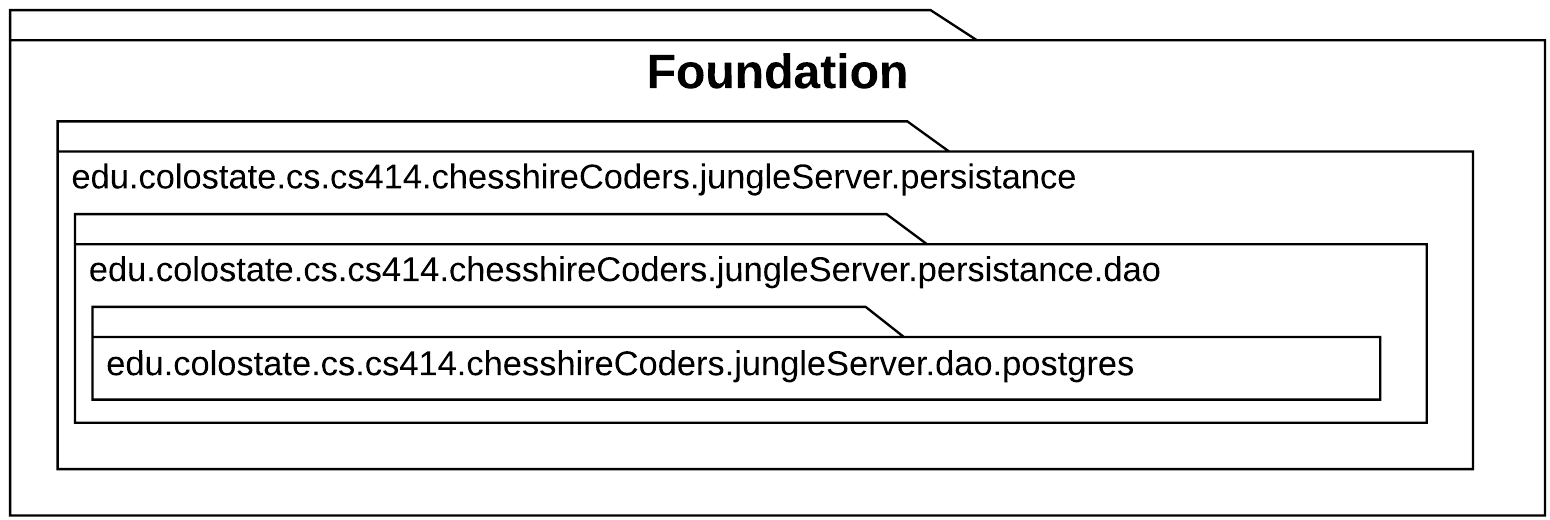 Foundation
edu.colostate.cs.cs414.chesshireCoders.jungleServer.persistance
edu.colostate.cs.cs414.chesshireCoders.jungleServer.persistance.dao
edu.colostate.cs.cs414.chesshireCoders.jungleServer.dao.postgres